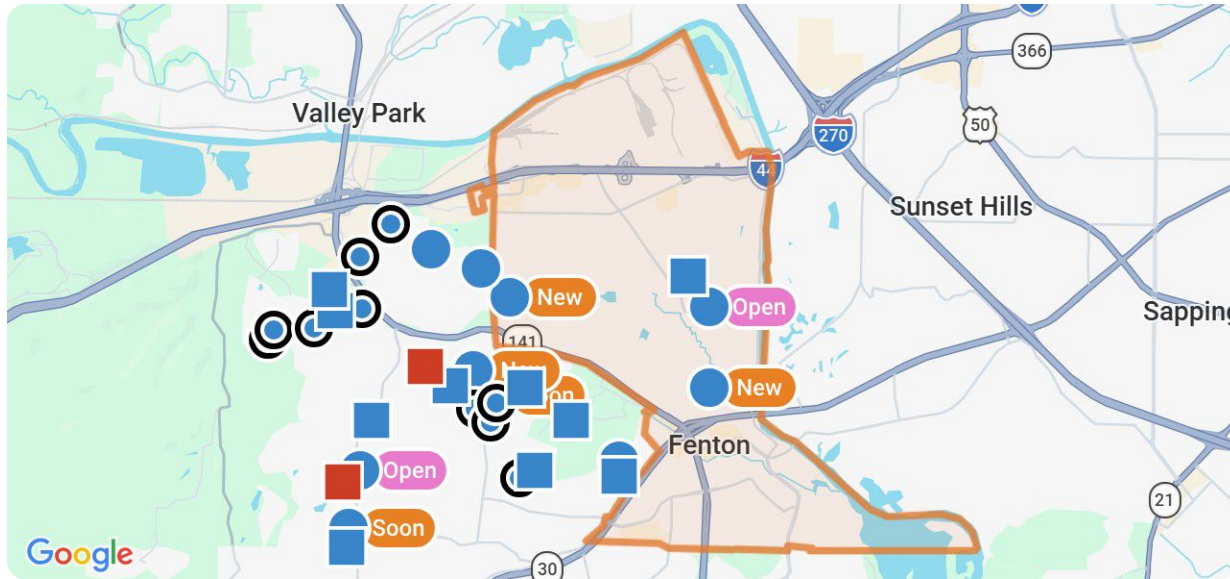 366
Valley Park
50
270
44
Sunset Hills
New
Open
Sapping
141
New
New
Fenton
Open
21
Soon
Google
30